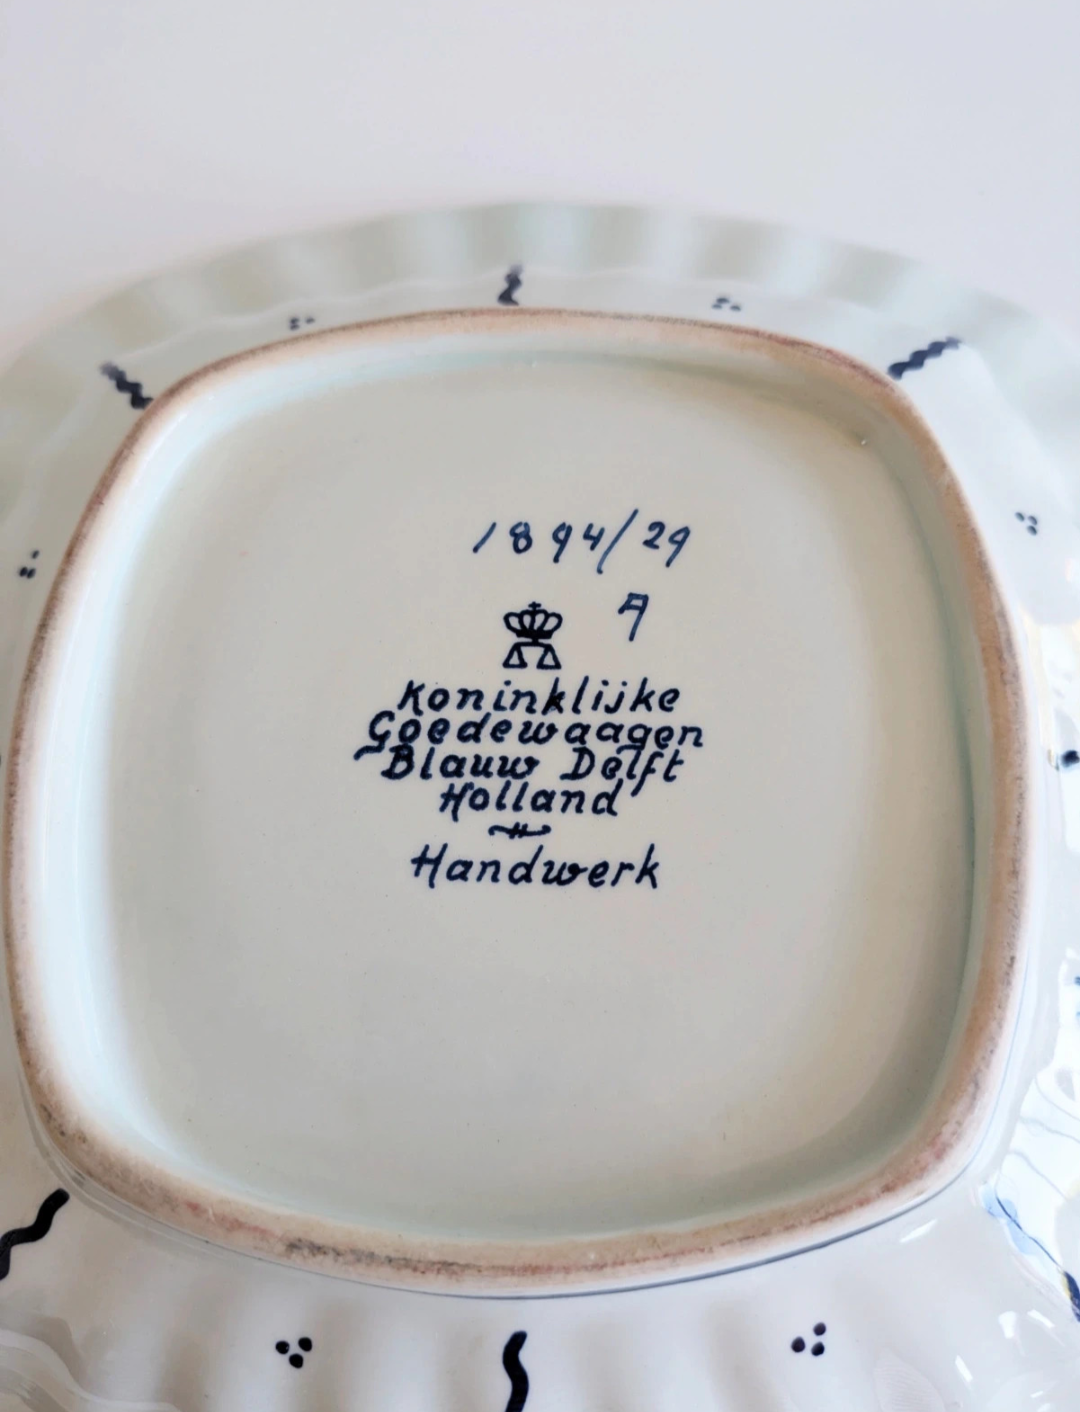 1894/29
A
Koninklijke
Goedewaagen
Blauw Delft
Holland
Handwerk